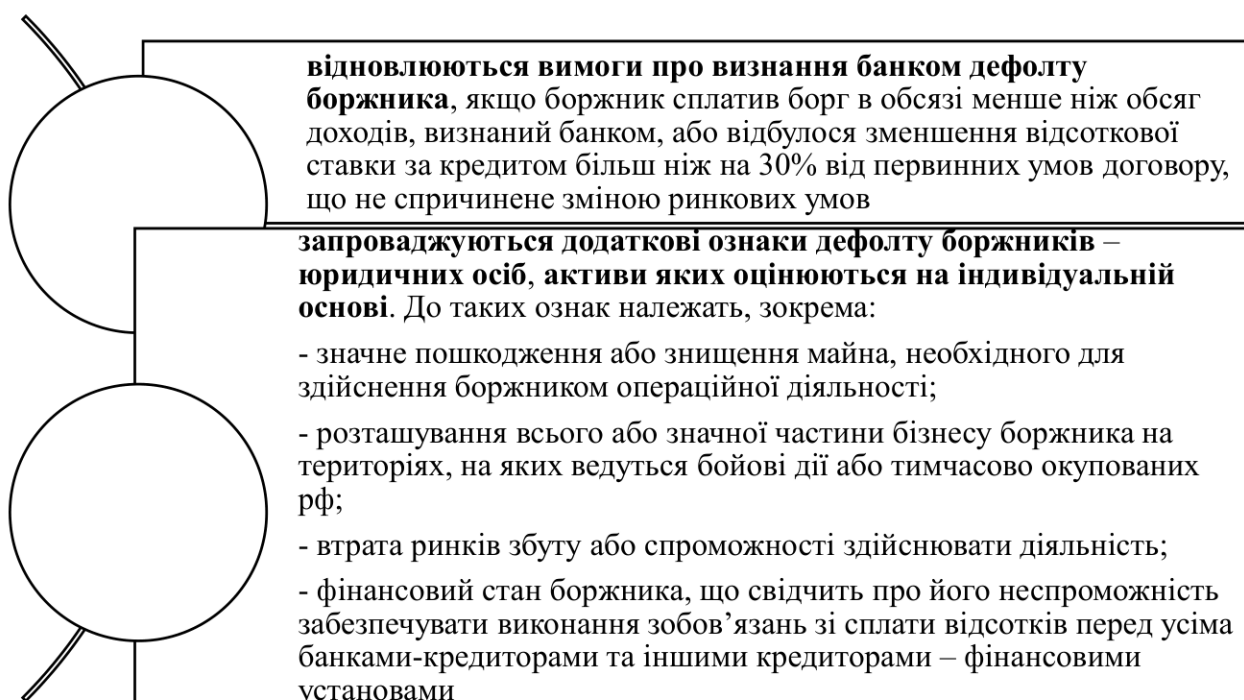 відновлюються вимоги про визнання банком дефолту
боржника, якщо боржник сплатив борг в обсязі менше ніж обсяг
доходів, визнаний банком, або відбулося зменшення відсоткової
ставки за кредитом більш ніж на 30% від первинних умов договору,
що не спричинене зміною ринкових умов
запроваджуються додаткові ознаки дефолту боржників –
юридичних осіб, активи яких оцінюються на індивідуальній
основі. До таких ознак належать, зокрема:
- значне пошкодження або знищення майна, необхідного для
здійснення боржником операційної діяльності;
- розташування всього або значної частини бізнесу боржника на
територіях, на яких ведуться бойові дії або тимчасово окупованих
рф;
- втрата ринків збуту або спроможності здійснювати діяльність;
- фінансовий стан боржника, що свідчить про його неспроможність
забезпечувати виконання зобов’язань зі сплати відсотків перед усіма
банками-кредиторами та іншими кредиторами – фінансовими
установами